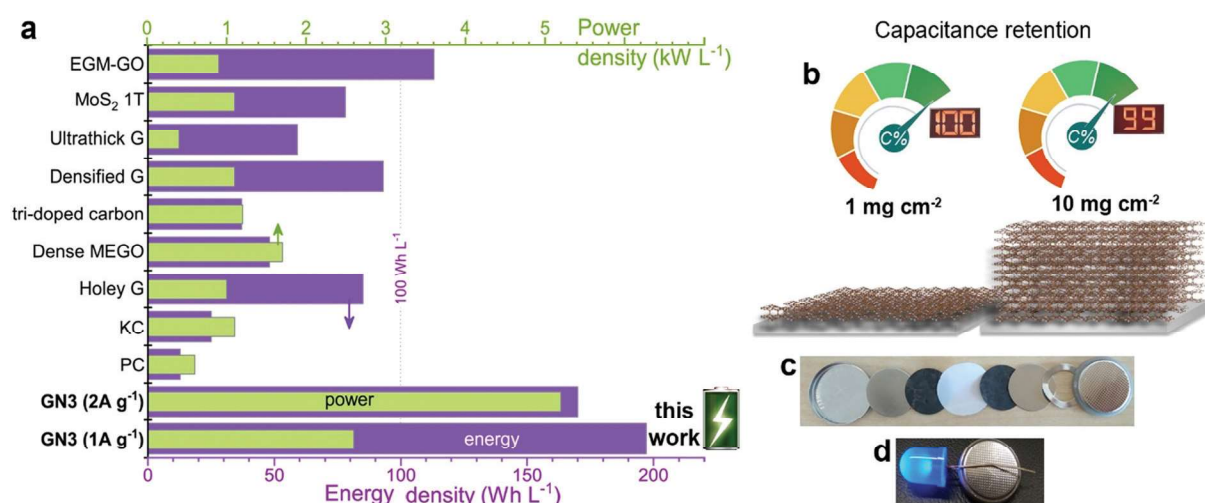 a
0 1 2 3 4 5 Power
density (kW L⁻¹)
EGM-GO
MoS₂ 1T
Ultrathick G
Densified G
tri-doped carbon
Dense MEGO
Holey G
KC
PC
GN3 (2A g⁻¹)
GN3 (1A g⁻¹)
100 Wh L⁻¹
power
energy
this
work
0 50 100 150 200
Energy density (Wh L⁻¹)
Capacitance retention
b
C% 100
C% 99
1 mg cm⁻² 10 mg cm⁻²
c
d